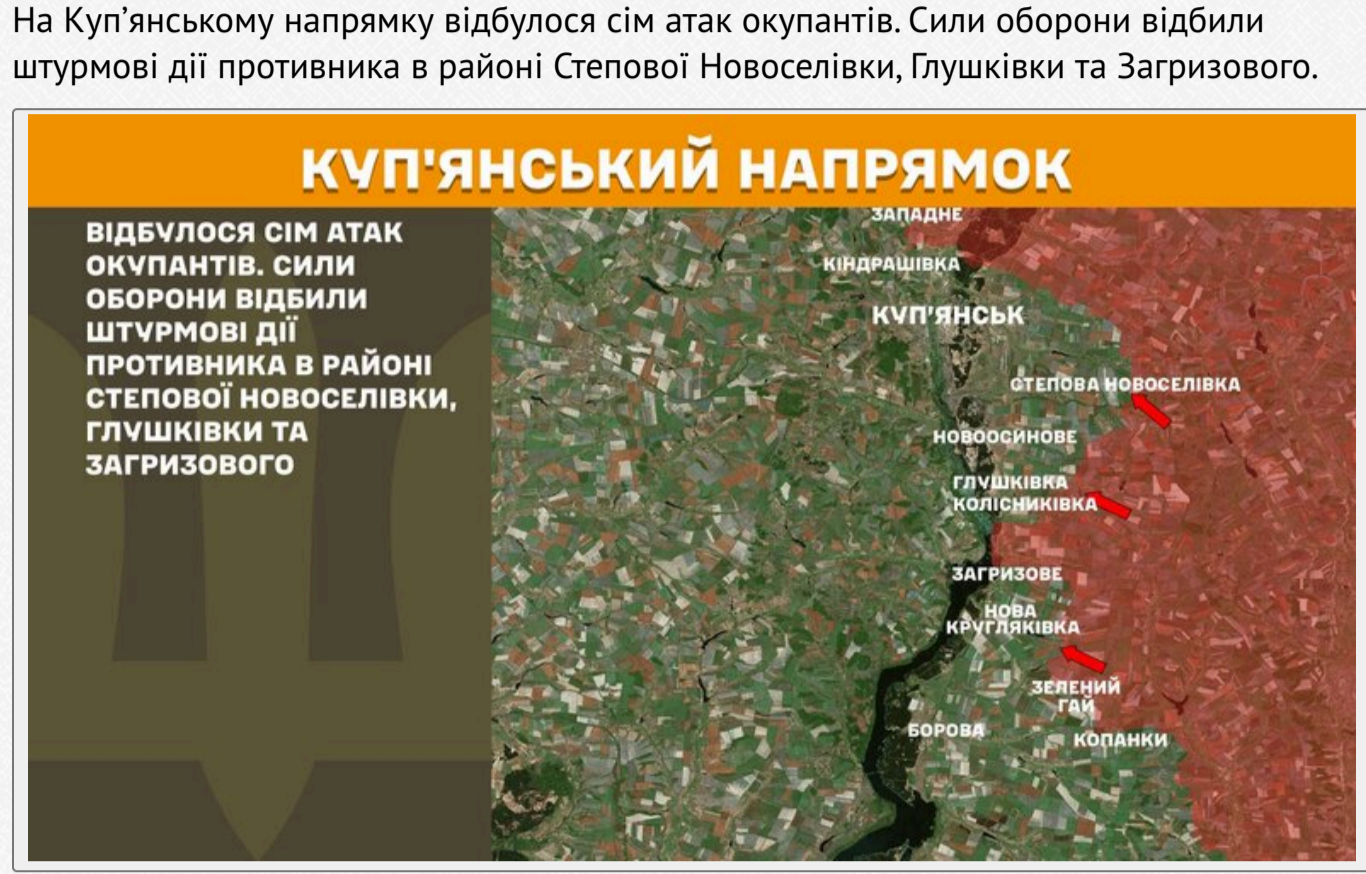 На Куп’янському напрямку відбулося сім атак окупантів. Сили оборони відбили
штурмові дії противника в районі Степової Новоселівки, Глушківки та Загризового.
КУП'ЯНСЬКИЙ НАПРЯМОК
ВІДБУЛОСЯ СІМ АТАК
ОКУПАНТІВ. СИЛИ
ОБОРОНИ ВІДБИЛИ
ШТУРМОВІ ДІЇ
ПРОТИВНИКА В РАЙОНІ
СТЕПОВОЇ НОВОСЕЛІВКИ,
ГЛУШКІВКИ ТА
ЗАГРИЗОВОГО
ЗАПАДНЕ
КІНДРАШІВКА
КУП'ЯНСЬК
СТЕПОВА НОВОСЕЛІВКА
НОВООСИНОВЕ
ГЛУШКІВКА
КОЛІСНИКІВКА
ЗАГРИЗОВЕ
НОВА
КРУГЛЯКІВКА
ЗЕЛЕНИЙ
ГАЙ
БОРОВА
КОПАНКИ